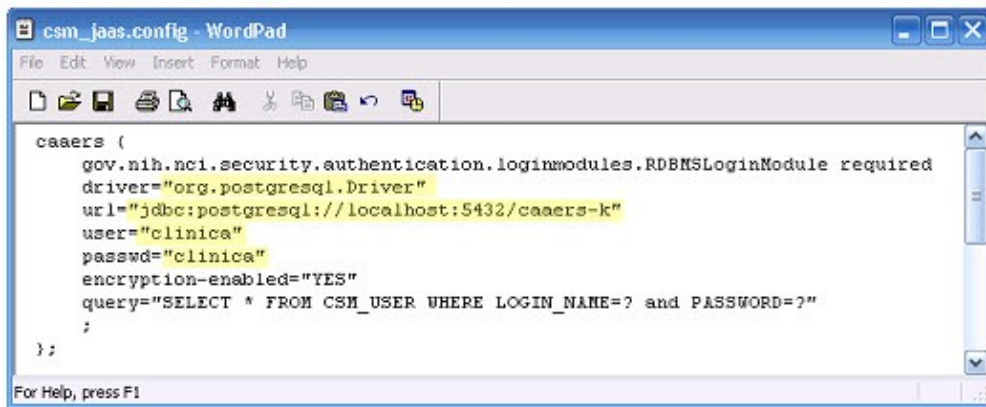 csm_jaas.config - WordPad
File Edit View Insert Format Help
caaers (
gov.nih.nci.security.authentication.loginmodules.RDBMSLoginModule required
driver="org.postgresql.Driver"
url="jdbc:postgresql://localhost:5432/caaers-k"
user="clinica"
passwd="clinica"
encryption-enabled="YES"
query="SELECT * FROM CSM_USER WHERE LOGIN_NAME=? and PASSWORD=?"
;
};
For Help, press F1